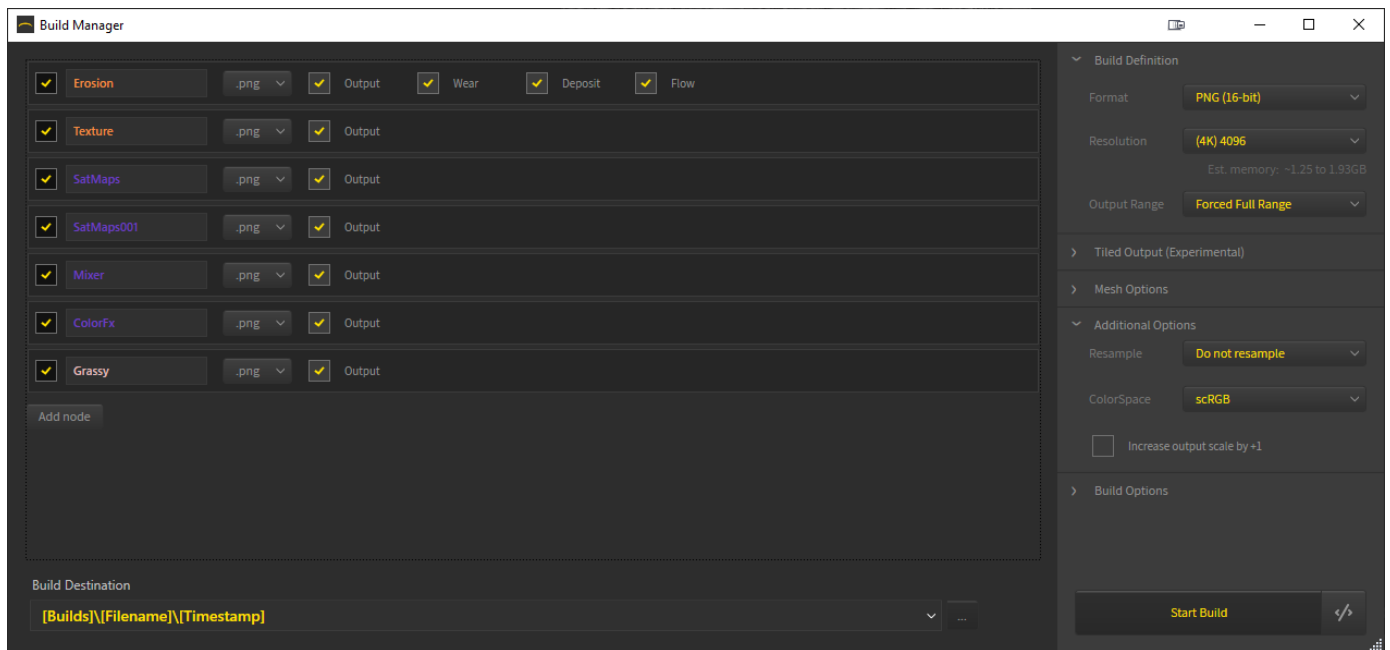 Build Manager
Erosion .png Output Wear Deposit Flow
Texture .png Output
SatMaps .png Output
SatMaps001 .png Output
Mixer .png Output
ColorFx .png Output
Grassy .png Output
Add node
Build Destination
[Builds]\[Filename]\[Timestamp] ...
Build Definition
Format PNG (16-bit)
Resolution (4K) 4096
Est. memory: ~1.25 to 1.93GB
Output Range Forced Full Range
Tiled Output (Experimental)
Mesh Options
Additional Options
Resample Do not resample
ColorSpace scRGB
Increase output scale by +1
Build Options
Start Build </>